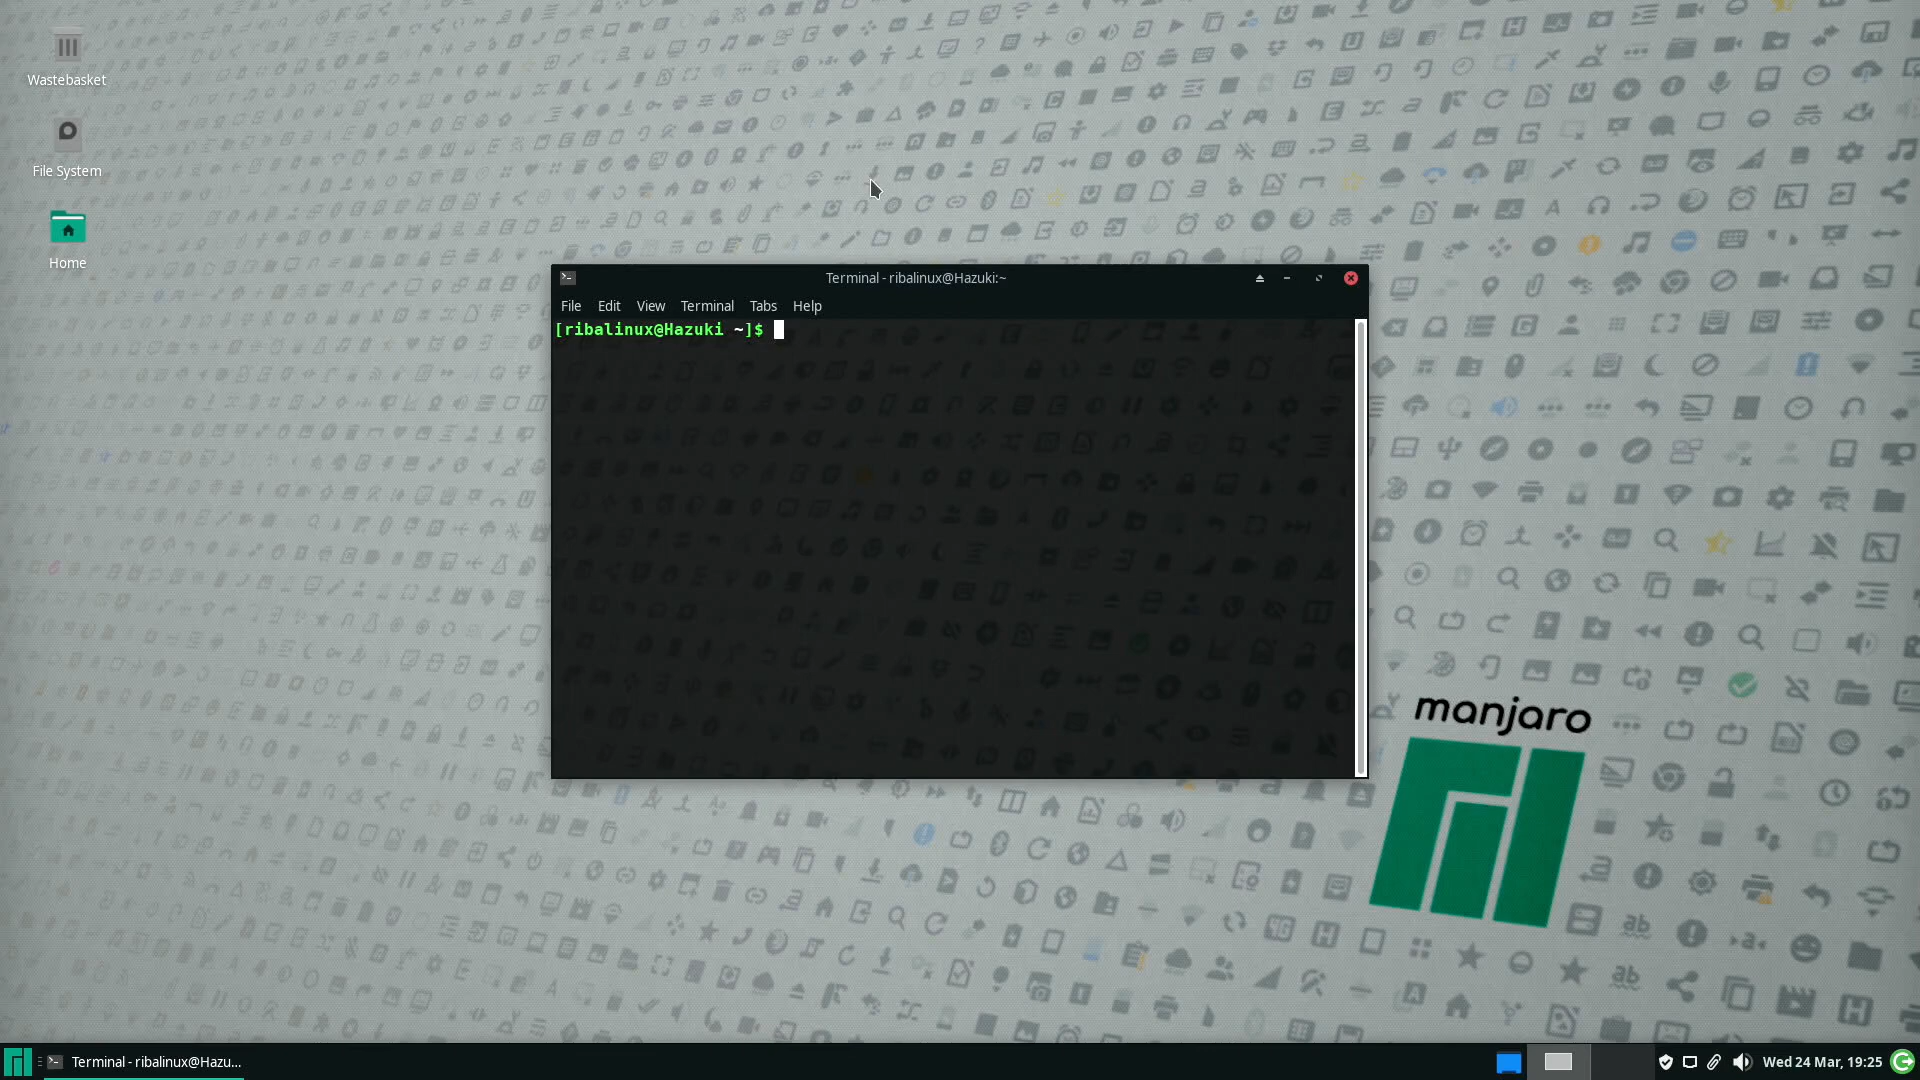 Wastebasket
File System
Home
Terminal - ribalinux@Hazuki:~
File Edit View Terminal Tabs Help
[ribalinux@Hazuki ~]$
manjaro
Terminal - ribalinux@Hazu...
Wed 24 Mar, 19:25